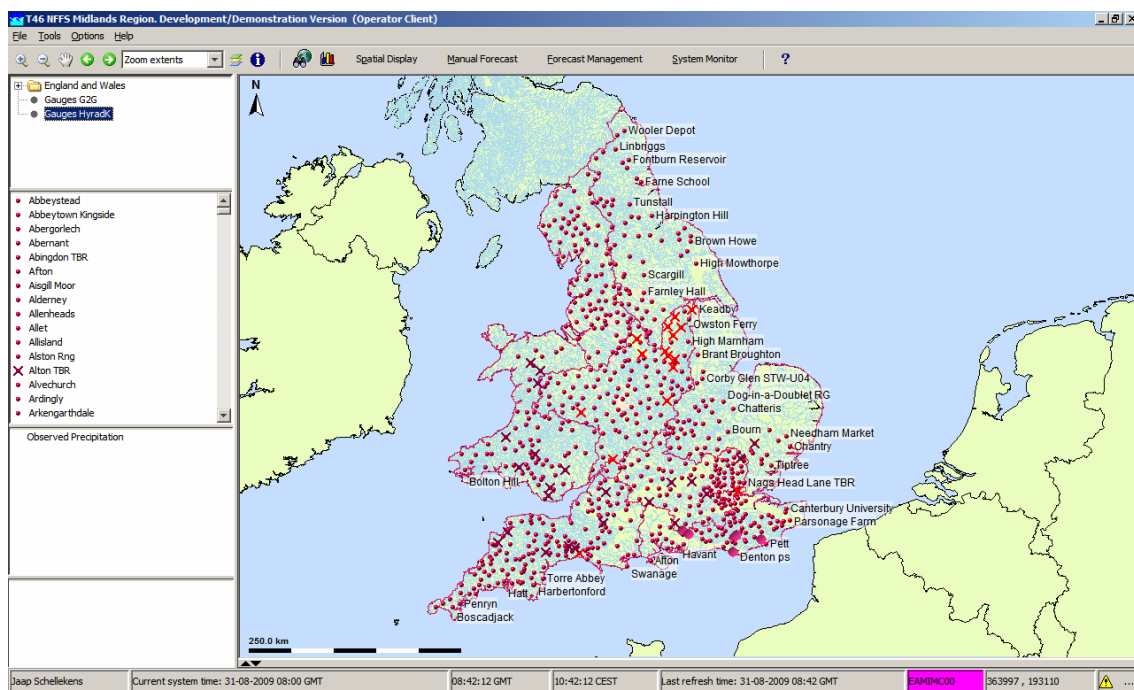 T46 NFFS Midlands Region. Development/Demonstration Version (Operator Client)
File Tools Options Help
Zoom extents Spatial Display Manual Forecast Forecast Management System Monitor ?
England and Wales
Gauges G2G
Gauges HyradK
Abbeystead
Abbeytown Kingside
Abergorlech
Abernant
Abingdon TBR
Afton
Aisgill Moor
Alderney
Allenheads
Allet
Allisland
Alston Rng
Alton TBR
Alvechurch
Ardingly
Arkengarthdale
Observed Precipitation
N
Wooler Depot
Linbriggs
Fontburn Reservoir
Farne School
Tunstall
Harpington Hill
Brown Howe
High Mowthorpe
Scargill
Farnley Hall
Keadby
Owston Ferry
High Marnham
Brant Broughton
Corby Glen STW-U04
Dog-in-a-Doublet RG
Chatteris
Bourn
Needham Market
Chantry
Tiptree
Bolton Hill
Nags Head Lane TBR
Canterbury University
Parsonage Farm
Pett
Denton ps
Havant
Afton
Swanage
Torre Abbey
Harbertonford
Hatt
Penryn
Boscadjack
250.0 km
Jaap Schellekens Current system time: 31-08-2009 08:00 GMT 08:42:12 GMT 10:42:12 CEST Last refresh time: 31-08-2009 08:42 GMT EAMIMC00 363997 , 193110 ...